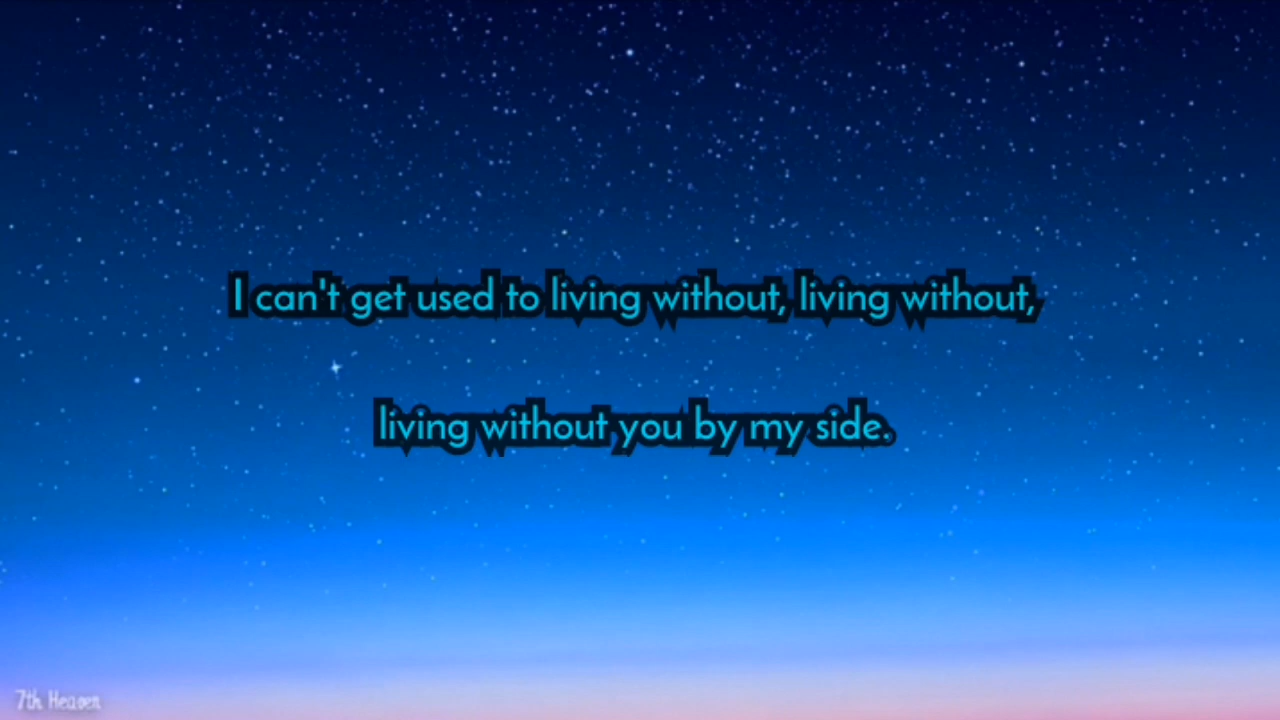 I can't get used to living without, living without,
living without you by my side.
7th Heaven